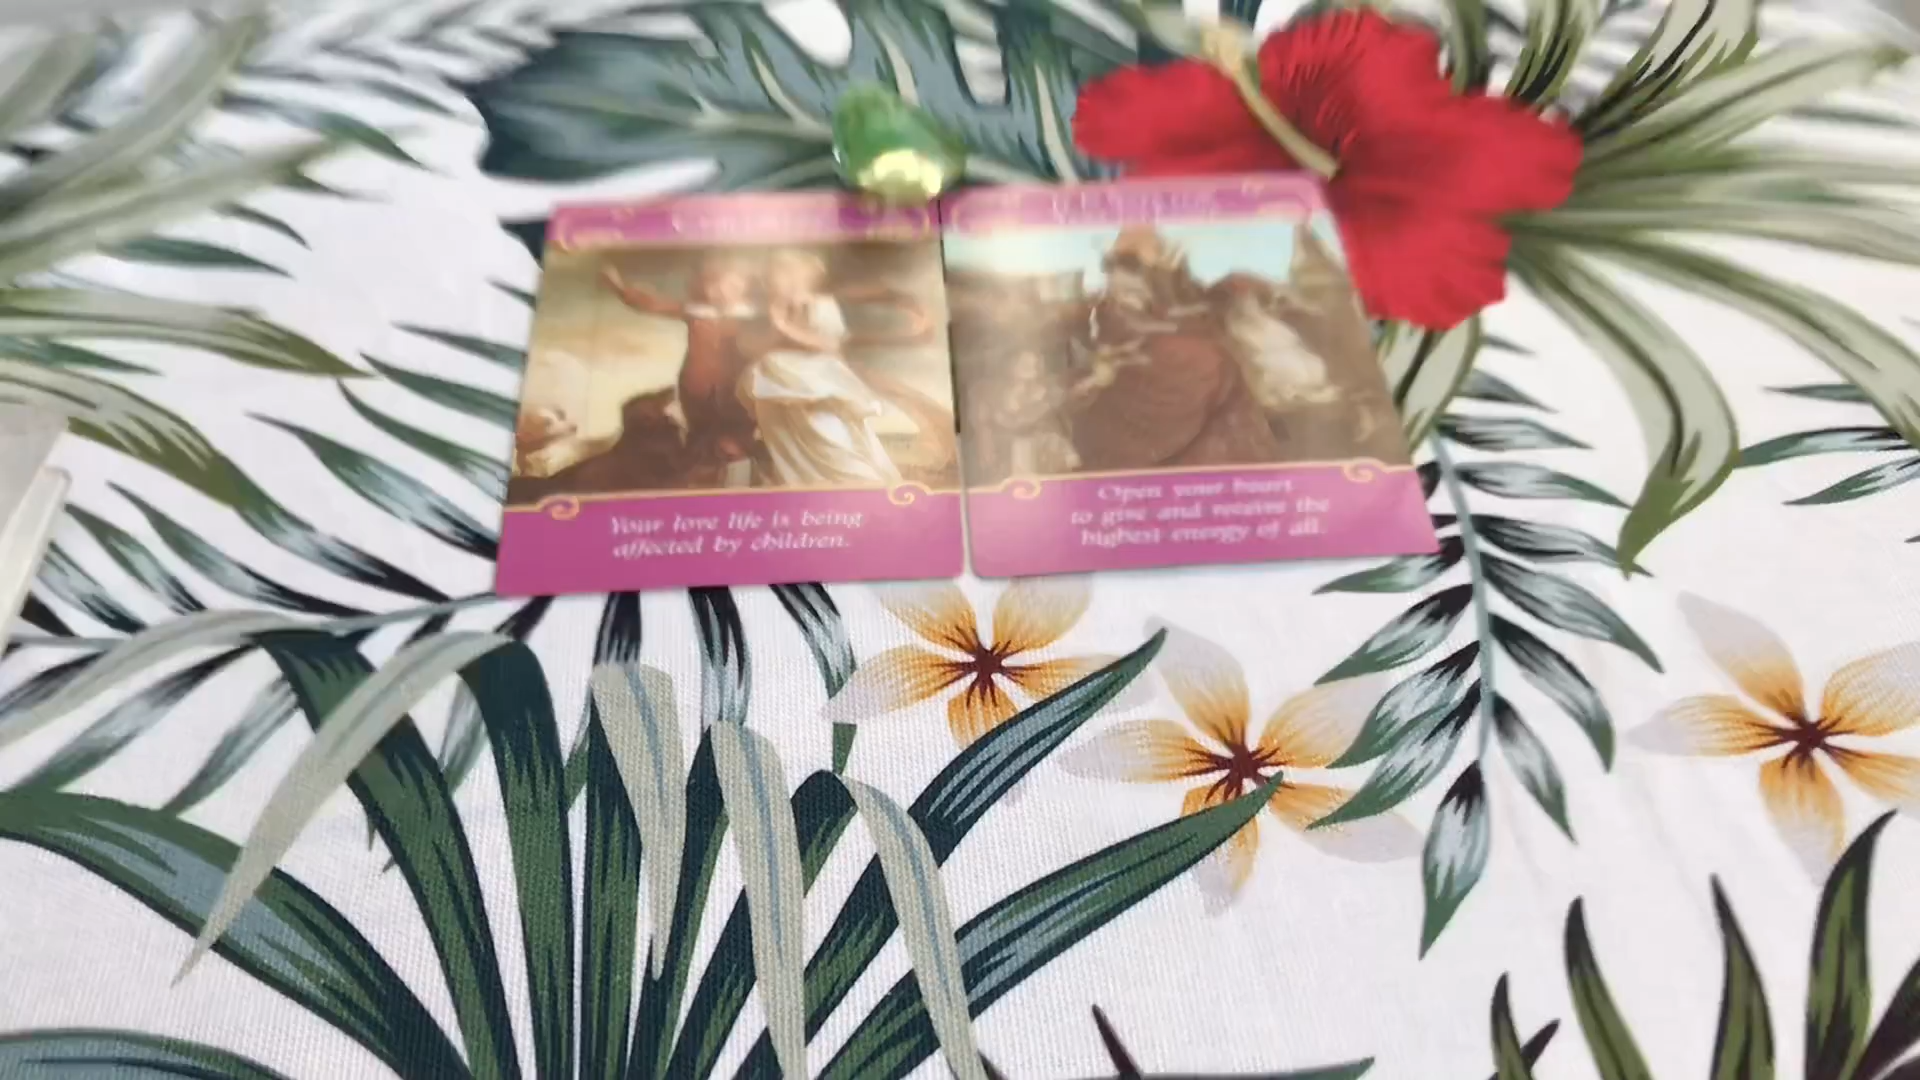 Your love life is being
affected by children.
Open your heart
to give and receive the
highest energy of all.